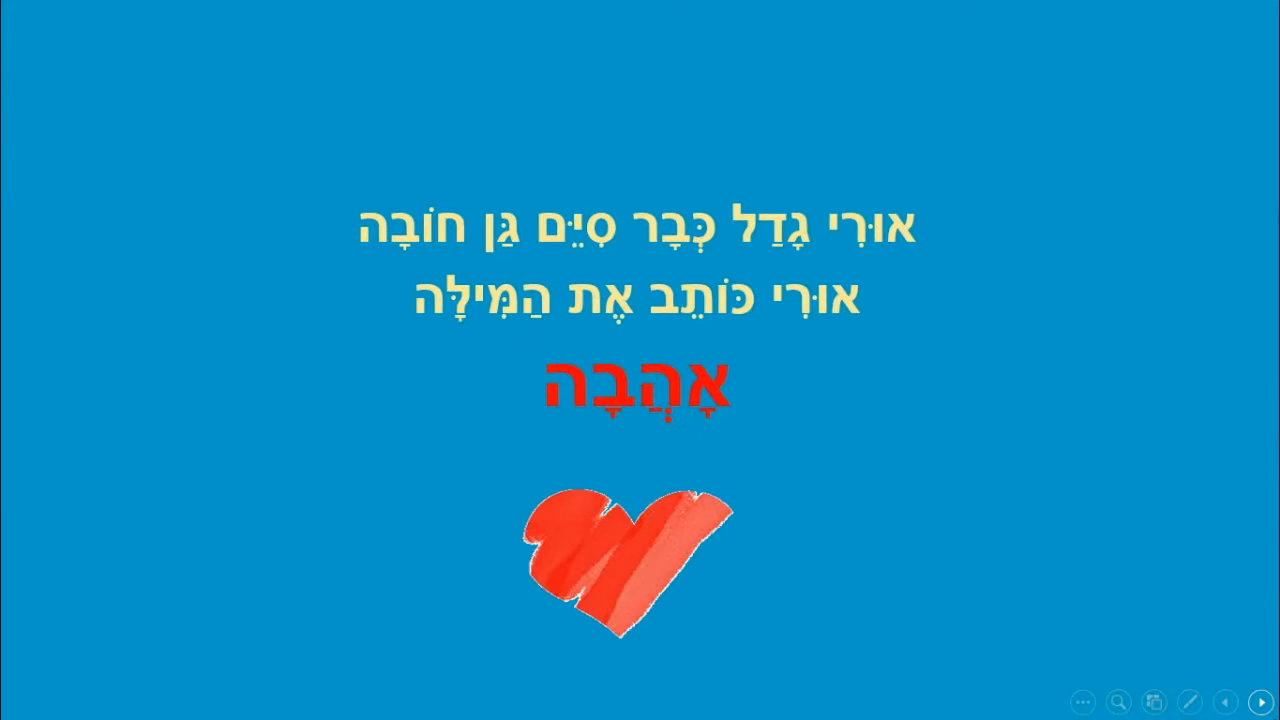 אוּרִי גָּדַל כְּבָר סִיֵּם גַּן חוֹבָה
אוּרִי כּוֹתֵב אֶת הַמִּילָּה
אָהֲבָה